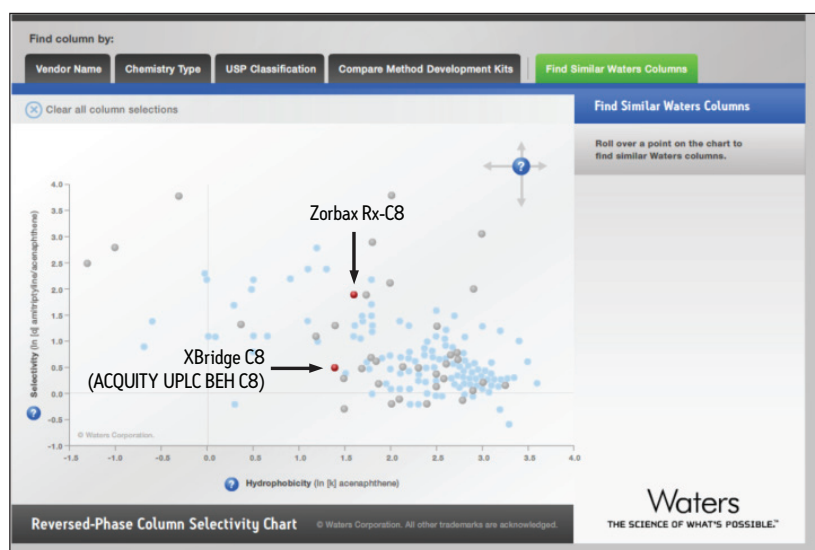 Find column by:
Vendor Name
Chemistry Type
USP Classification
Compare Method Development Kits
Find Similar Waters Columns
Clear all column selections
Find Similar Waters Columns
Roll over a point on the chart to
find similar Waters columns.
?
Zorbax Rx-C8
XBridge C8
(ACQUITY UPLC BEH C8)
Selectivity (ln [α] amitriptyline/acenaphthene)
4.0
3.5
3.0
2.5
2.0
1.5
1.0
0.5
0.0
-0.5
-1.0
?
© Waters Corporation.
-1.5
-1.0
-0.5
0.0
0.5
1.0
1.5
2.0
2.5
3.0
3.5
4.0
? Hydrophobicity (ln [k] acenaphthene)
Waters
THE SCIENCE OF WHAT'S POSSIBLE.™
Reversed-Phase Column Selectivity Chart © Waters Corporation. All other trademarks are acknowledged.